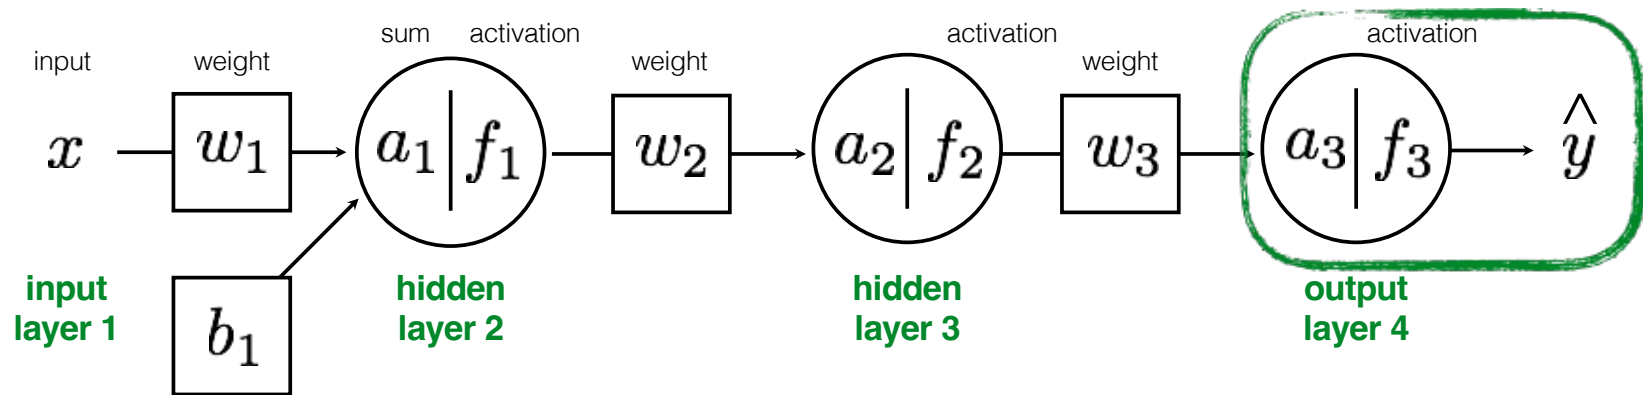 sum activation activation activation
input weight weight weight
x w₁ a₁ | f₁ w₂ a₂ | f₂ w₃ a₃ | f₃ ŷ
input hidden hidden output
layer 1 layer 2 layer 3 layer 4
b₁